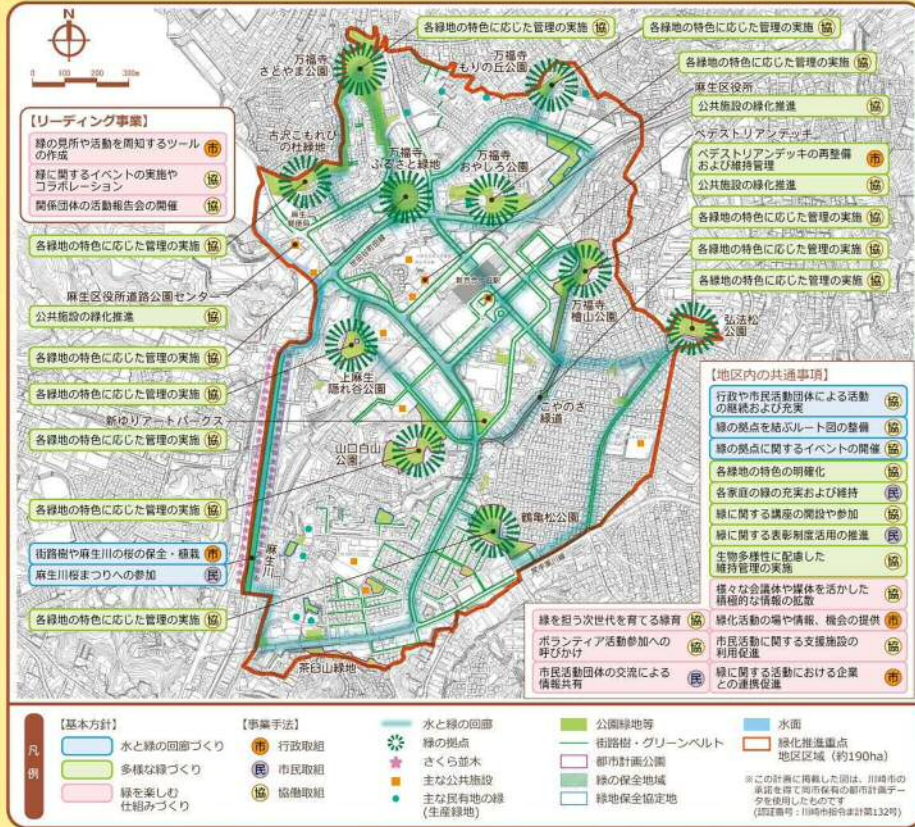 N
0 100 200 300m
各緑地の特色に応じた管理の実施 協
各緑地の特色に応じた管理の実施 協
万福寺
さとやま公園
万福寺
もりの丘公園
各緑地の特色に応じた管理の実施 協
麻生区役所
公共施設の緑化推進 協
ペデストリアンデッキ
ペデストリアンデッキの再整備
および維持管理 市
公共施設の緑化推進 協
【リーディング事業】
緑の見所や活動を周知するツール
の作成 市
緑に関するイベントの実施や
コラボレーション 協
関係団体の活動報告会の開催 協
古沢こもれび
の杜緑地
万福寺
ふるさと緑地
万福寺
おやしろ公園
各緑地の特色に応じた管理の実施 協
各緑地の特色に応じた管理の実施 協
各緑地の特色に応じた管理の実施 協
各緑地の特色に応じた管理の実施 協
麻生区役所道路公園センター
公共施設の緑化推進 協
万福寺
檜山公園
弘法松
公園
各緑地の特色に応じた管理の実施 協
各緑地の特色に応じた管理の実施 協
上麻生
隠れ谷公園
新ゆりアートパークス
各緑地の特色に応じた管理の実施 協
こやのさ
緑道
山口白山
公園
各緑地の特色に応じた管理の実施 協
鶴亀松公園
街路樹や麻生川の桜の保全・植栽 市
麻生川桜まつりへの参加 民
麻生川
各緑地の特色に応じた管理の実施 協
茶臼山緑地
【地区内の共通事項】
行政や市民活動団体による活動
の継続および充実 協
緑の拠点を結ぶルート図の整備 協
緑の拠点に関するイベントの開催 協
各緑地の特色の明確化 協
各家庭の緑の充実および維持 民
緑に関する講座の開設や参加 協
緑に関する表彰制度活用の推進 民
生物多様性に配慮した
維持管理の実施 協
様々な会議体や媒体を活かした
積極的な情報の拡散 協
緑を担う次世代を育てる緑育 協
緑化活動の場や情報、機会の提供 市
ボランティア活動参加への
呼びかけ 協
市民活動に関する支援施設の
利用促進 協
市民活動団体の交流による
情報共有 民
緑に関する活動における企業
との連携促進 市
凡例
【基本方針】
水と緑の回廊づくり
多様な緑づくり
緑を楽しむ
仕組みづくり
【事業手法】
市 行政取組
民 市民取組
協 協働取組
水と緑の回廊
緑の拠点
さくら並木
主な公共施設
主な民有地の緑
(生産緑地)
公園緑地等
街路樹・グリーンベルト
都市計画公園
緑の保全地域
緑地保全協定地
水面
緑化推進重点
地区区域（約190ha）
※この計画に掲載した図は、川崎市の
承諾を得て同市保有の都市計画デー
タを使用したものです
(認証番号：川崎市指令ま計第132号)